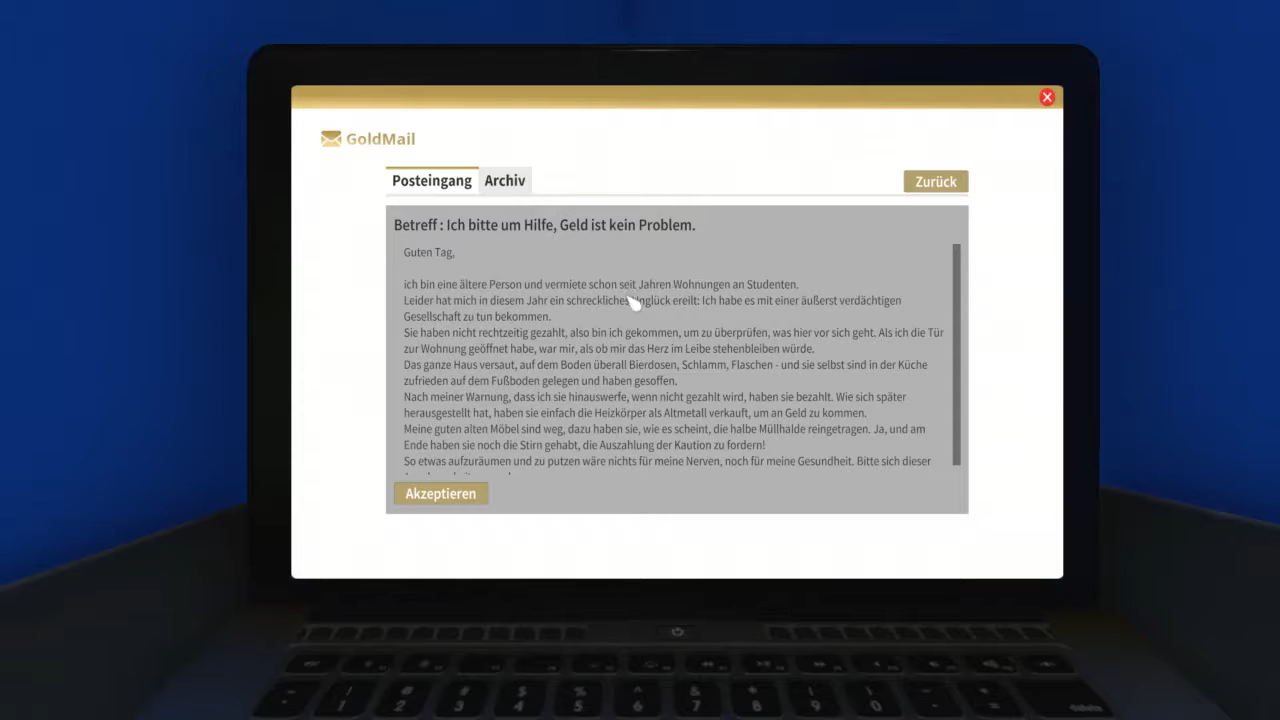 GoldMail
Posteingang Archiv
Zurück
Betreff : Ich bitte um Hilfe, Geld ist kein Problem.
Guten Tag,
ich bin eine ältere Person und vermiete schon seit Jahren Wohnungen an Studenten.
Leider hat mich in diesem Jahr ein schreckliches Unglück ereilt: Ich habe es mit einer äußerst verdächtigen
Gesellschaft zu tun bekommen.
Sie haben nicht rechtzeitig gezahlt, also bin ich gekommen, um zu überprüfen, was hier vor sich geht. Als ich die Tür
zur Wohnung geöffnet habe, war mir, als ob mir das Herz im Leibe stehenbleiben würde.
Das ganze Haus versaut, auf dem Boden überall Bierdosen, Schlamm, Flaschen - und sie selbst sind in der Küche
zufrieden auf dem Fußboden gelegen und haben gesoffen.
Nach meiner Warnung, dass ich sie hinauswerfe, wenn nicht gezahlt wird, haben sie bezahlt. Wie sich später
herausgestellt hat, haben sie einfach die Heizkörper als Altmetall verkauft, um an Geld zu kommen.
Meine guten alten Möbel sind weg, dazu haben sie, wie es scheint, die halbe Müllhalde reingetragen. Ja, und am
Ende haben sie noch die Stirn gehabt, die Auszahlung der Kaution zu fordern!
So etwas aufzuräumen und zu putzen wäre nichts für meine Nerven, noch für meine Gesundheit. Bitte sich dieser
Akzeptieren
1 2 3 4 5 6 7 8 9 0